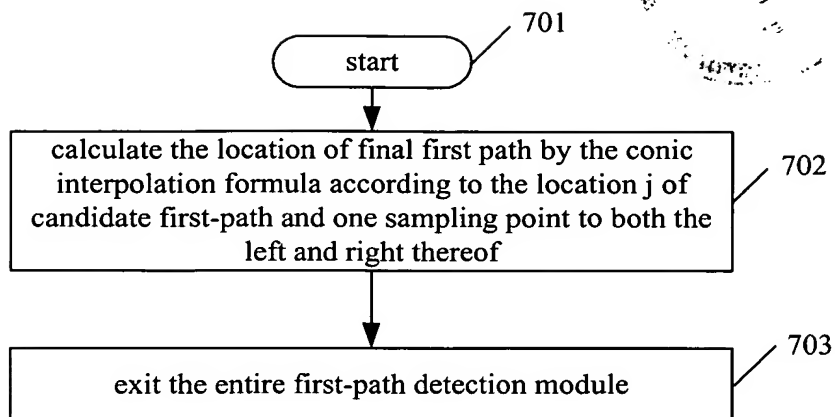 701
start
calculate the location of final first path by the conic
interpolation formula according to the location j of
candidate first-path and one sampling point to both the
left and right thereof
702
exit the entire first-path detection module
703